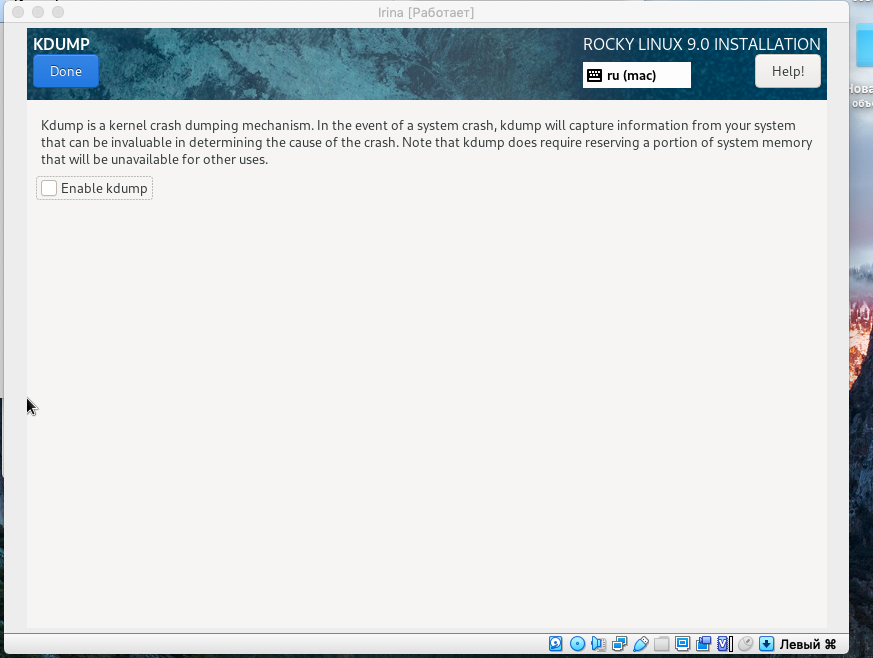 Irina [Работает]
KDUMP
ROCKY LINUX 9.0 INSTALLATION
Done
ru (mac)
Help!
Kdump is a kernel crash dumping mechanism. In the event of a system crash, kdump will capture information from your system
that can be invaluable in determining the cause of the crash. Note that kdump does require reserving a portion of system memory
that will be unavailable for other uses.
Enable kdump
Левый ⌘